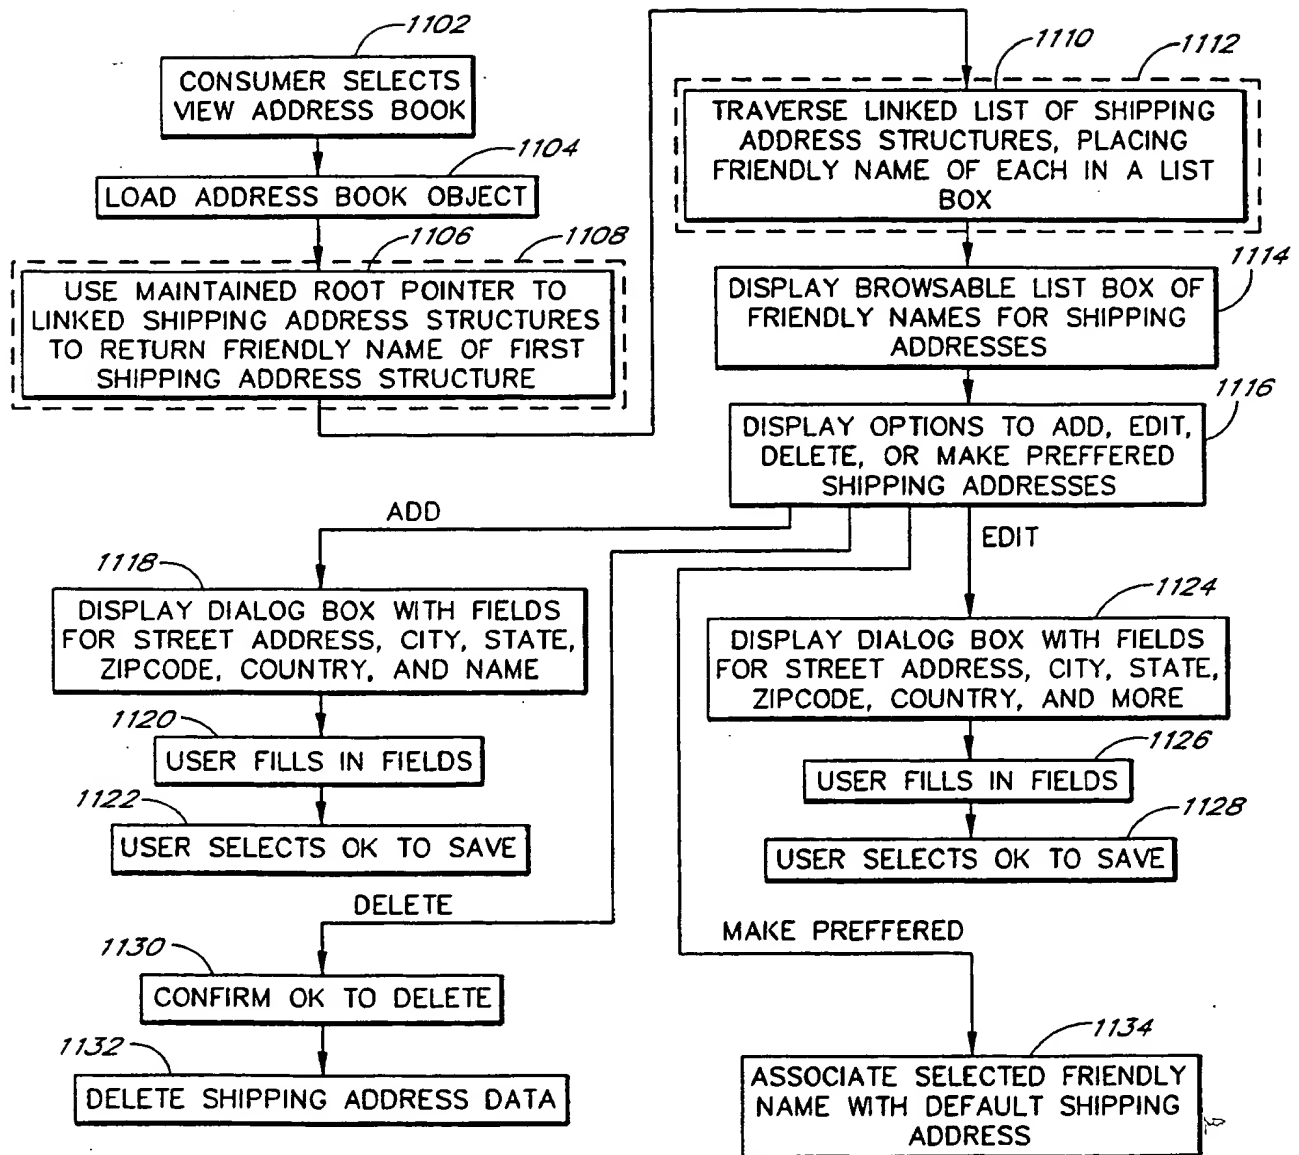 1102
CONSUMER SELECTS
VIEW ADDRESS BOOK
1104
LOAD ADDRESS BOOK OBJECT
1106
1108
USE MAINTAINED ROOT POINTER TO
LINKED SHIPPING ADDRESS STRUCTURES
TO RETURN FRIENDLY NAME OF FIRST
SHIPPING ADDRESS STRUCTURE
1110
1112
TRAVERSE LINKED LIST OF SHIPPING
ADDRESS STRUCTURES, PLACING
FRIENDLY NAME OF EACH IN A LIST
BOX
1114
DISPLAY BROWSABLE LIST BOX OF
FRIENDLY NAMES FOR SHIPPING
ADDRESSES
1116
DISPLAY OPTIONS TO ADD, EDIT,
DELETE, OR MAKE PREFFERED
SHIPPING ADDRESSES
ADD
1118
DISPLAY DIALOG BOX WITH FIELDS
FOR STREET ADDRESS, CITY, STATE,
ZIPCODE, COUNTRY, AND NAME
1120
USER FILLS IN FIELDS
1122
USER SELECTS OK TO SAVE
EDIT
1124
DISPLAY DIALOG BOX WITH FIELDS
FOR STREET ADDRESS, CITY, STATE,
ZIPCODE, COUNTRY, AND MORE
1126
USER FILLS IN FIELDS
1128
USER SELECTS OK TO SAVE
DELETE
1130
CONFIRM OK TO DELETE
1132
DELETE SHIPPING ADDRESS DATA
MAKE PREFFERED
1134
ASSOCIATE SELECTED FRIENDLY
NAME WITH DEFAULT SHIPPING
ADDRESS